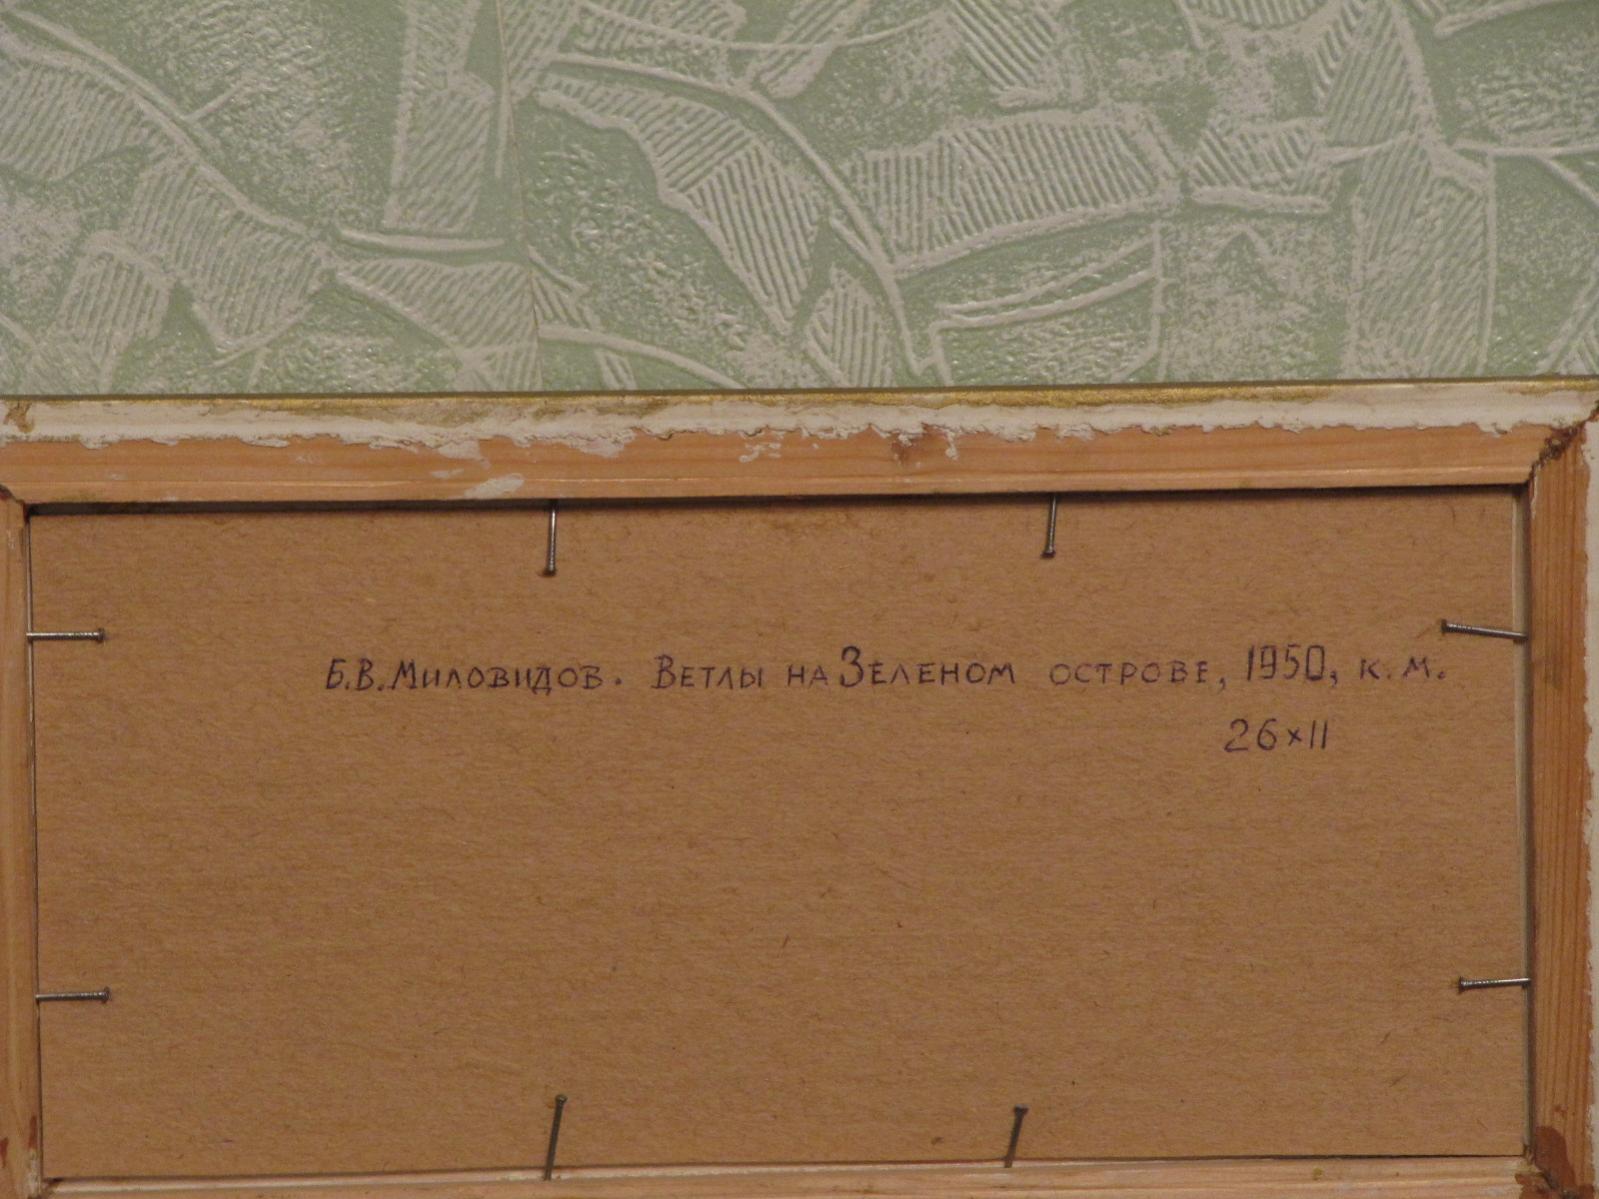 Б.В.Миловидов. Ветлы на Зеленом острове, 1950, к.м.
26×11